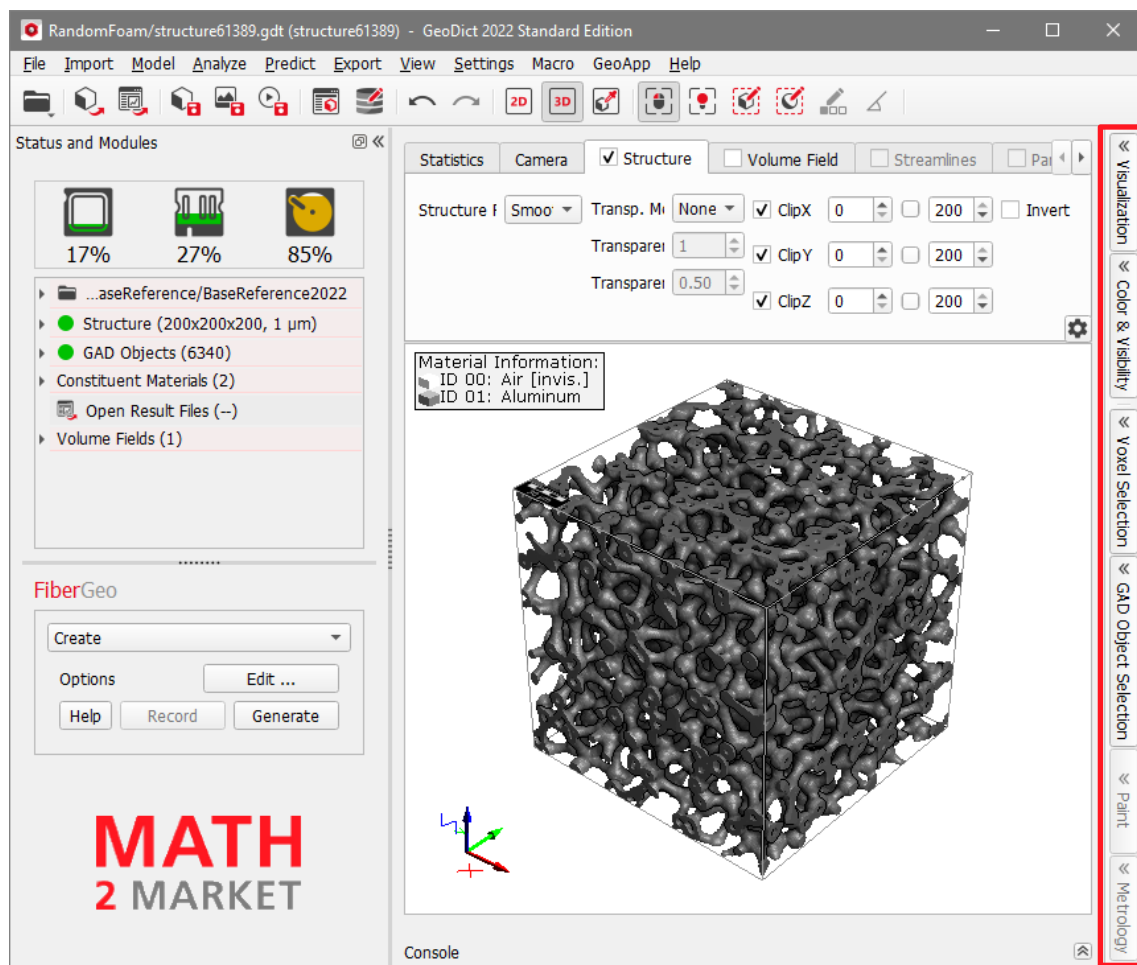 RandomFoam/structure61389.gdt (structure61389) - GeoDict 2022 Standard Edition
File Import Model Analyze Predict Export View Settings Macro GeoApp Help
2D 3D
Status and Modules
17% 27% 85%
...aseReference/BaseReference2022
Structure (200x200x200, 1 µm)
GAD Objects (6340)
Constituent Materials (2)
Open Result Files (--)
Volume Fields (1)
FiberGeo
Create
Options Edit ...
Help Record Generate
MATH
2 MARKET
Statistics Camera Structure Volume Field Streamlines Par
Structure F Smoo Transp. Mo None ClipX 0 200 Invert
Transparer 1 ClipY 0 200
Transparer 0.50 ClipZ 0 200
Material Information:
ID 00: Air [invis.]
ID 01: Aluminum
Console
Visualization
Color & Visibility
Voxel Selection
GAD Object Selection
Paint
Metrology